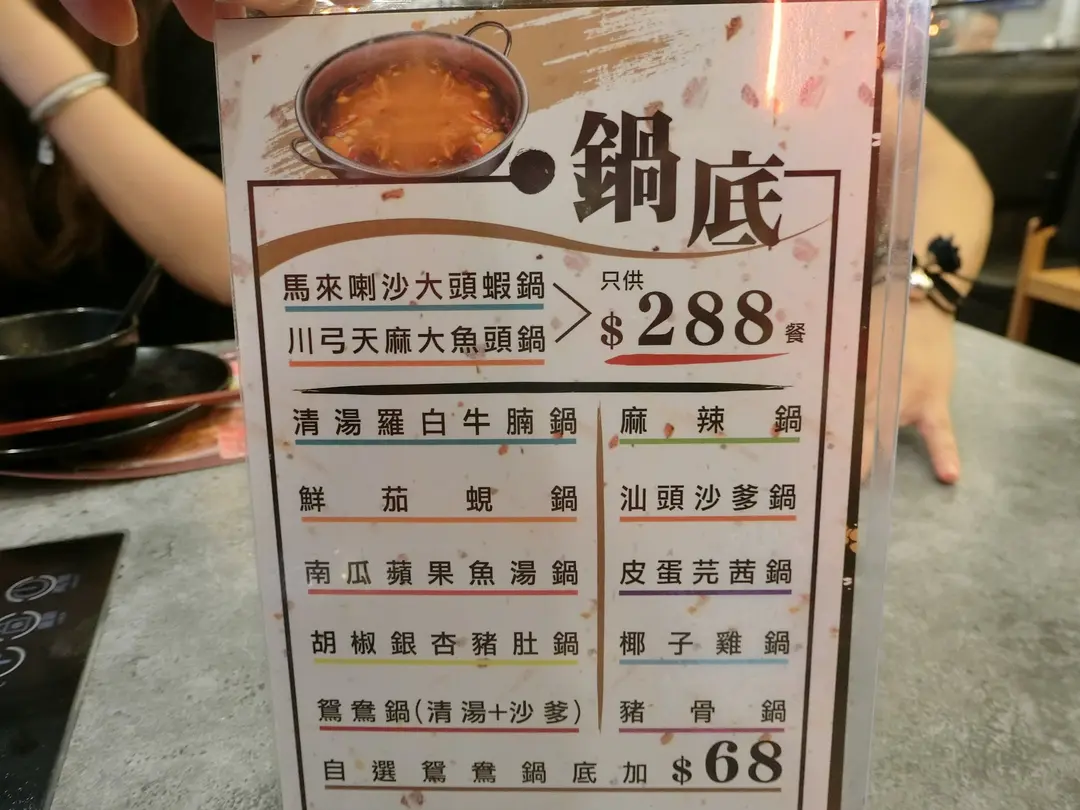 鍋底
馬來喇沙大頭蝦鍋
川弓天麻大魚頭鍋
只供
$288餐
清湯羅白牛腩鍋
麻辣鍋
鮮茄蜆鍋
汕頭沙爹鍋
南瓜蘋果魚湯鍋
皮蛋芫茜鍋
胡椒銀杏豬肚鍋
椰子雞鍋
鴛鴦鍋(清湯+沙爹)
豬骨鍋
自選鴛鴦鍋底加$68